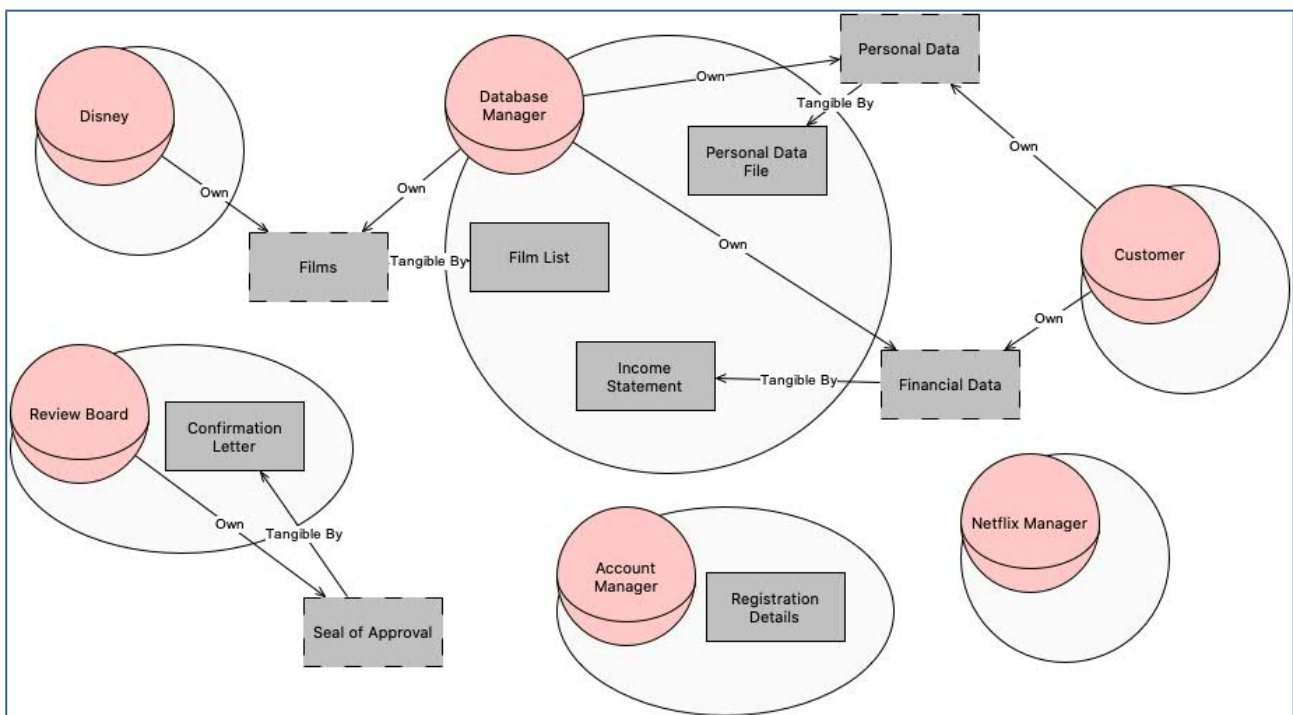 Personal Data
Disney
Database
Manager
Own
Tangible By
Personal Data
File
Own
Own
Own
Own
Customer
Films
Tangible By
Film List
Own
Income
Statement
Tangible By
Financial Data
Review Board
Confirmation
Letter
Own
Tangible By
Seal of Approval
Account
Manager
Registration
Details
Netflix Manager
Own